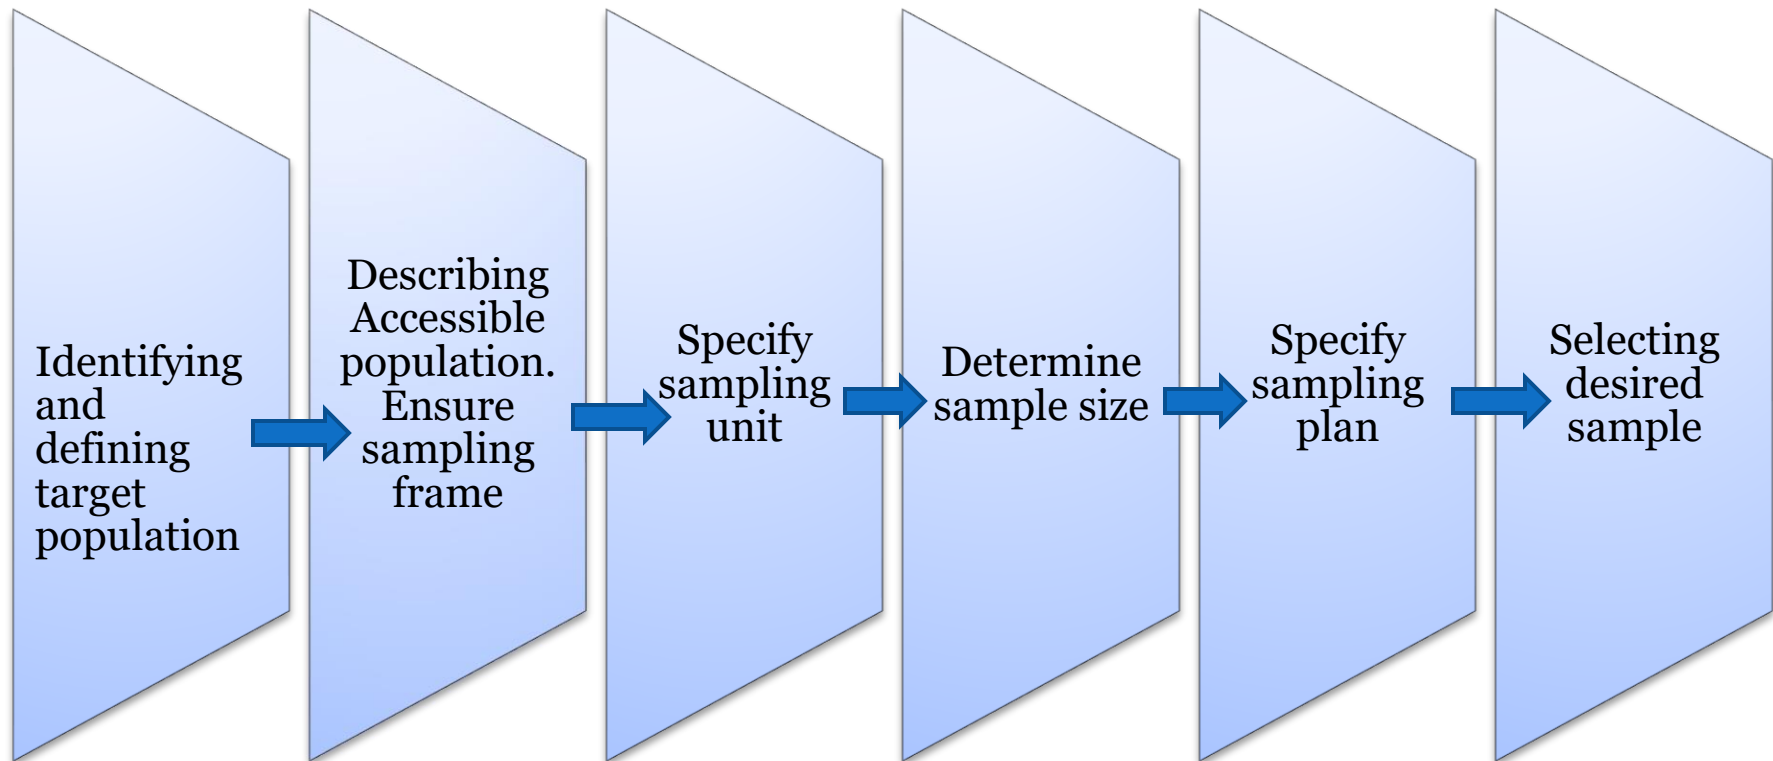 Identifying
and
defining
target
population
Describing
Accessible
population.
Ensure
sampling
frame
Specify
sampling
unit
Determine
sample size
Specify
sampling
plan
Selecting
desired
sample